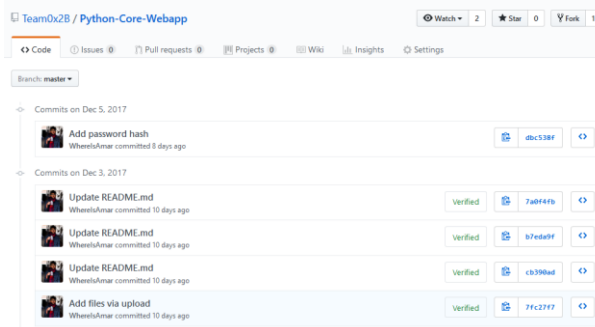 Team0x2B / Python-Core-Webapp
Watch 2 Star 0 Fork 1
Code Issues 0 Pull requests 0 Projects 0 Wiki Insights Settings
Branch: master
Commits on Dec 5, 2017
Add password hash
WhereIsAmar committed 8 days ago
dbc538f
Commits on Dec 3, 2017
Update README.md
WhereIsAmar committed 10 days ago
Verified 7a0f4fb
Update README.md
WhereIsAmar committed 10 days ago
Verified b7eda9f
Update README.md
WhereIsAmar committed 10 days ago
Verified cb390ad
Add files via upload
WhereIsAmar committed 10 days ago
Verified 7fc27f7